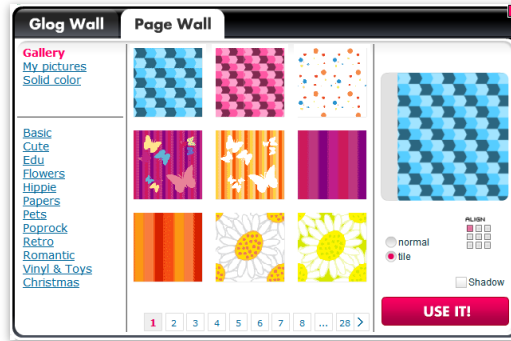 Glog Wall
Page Wall
Gallery
My pictures
Solid color
Basic
Cute
Edu
Flowers
Hippie
Papers
Pets
Poprock
Retro
Romantic
Vinyl & Toys
Christmas
1 2 3 4 5 6 7 8 ... 28 >
ALIGN
normal
tile
Shadow
USE IT!